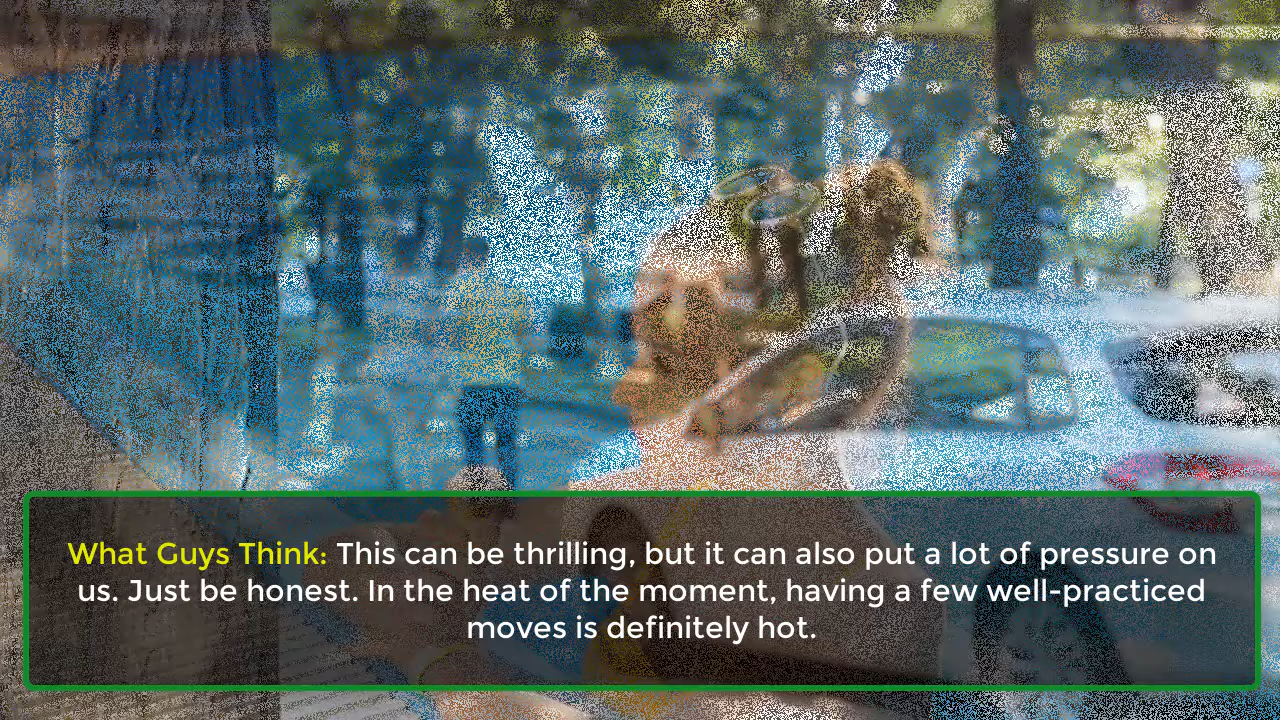 What Guys Think: This can be thrilling, but it can also put a lot of pressure on
us. Just be honest. In the heat of the moment, having a few well-practiced
moves is definitely hot.